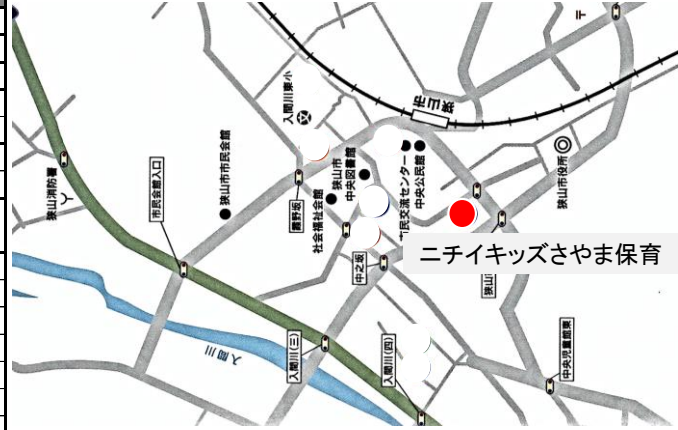 〒
狭山市
入間川東小
狭山市市民会館
狭山消防署
市民会館入口
霞野坂
社会福祉会館
狭山市
中央図書館
市民交流センター
中央公民館
狭山市役所
ニチイキッズさやま保育
中之坂
入間川
入間川(三)
入間川(四)
中央児童館東